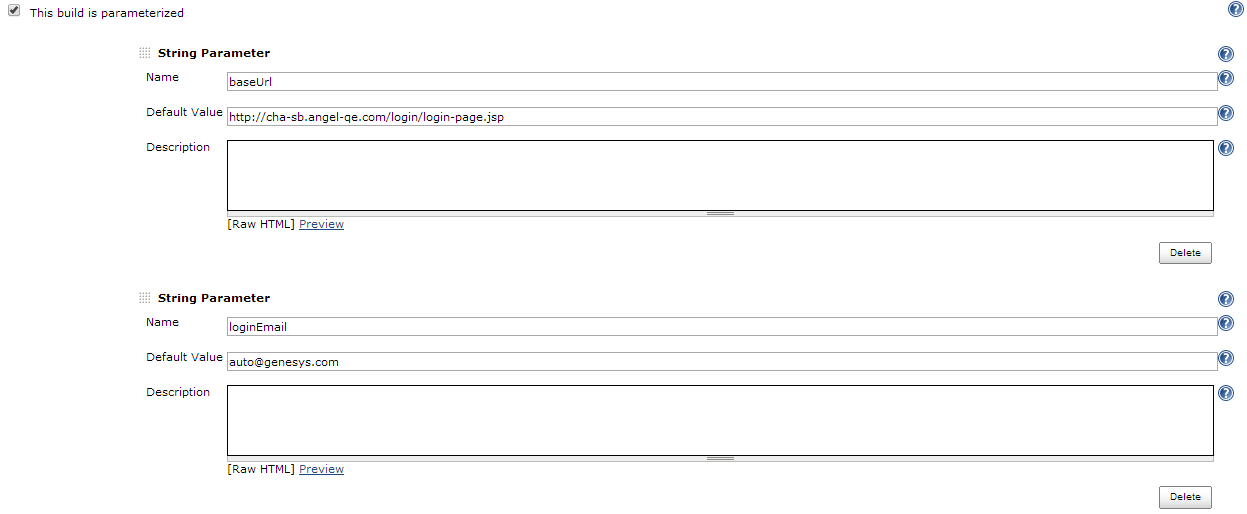 This build is parameterized
?
String Parameter
?
Name
baseUrl
?
Default Value
http://cha-sb.angel-qe.com/login/login-page.jsp
?
Description
?
[Raw HTML] Preview
Delete
String Parameter
?
Name
loginEmail
?
Default Value
auto@genesys.com
?
Description
?
[Raw HTML] Preview
Delete